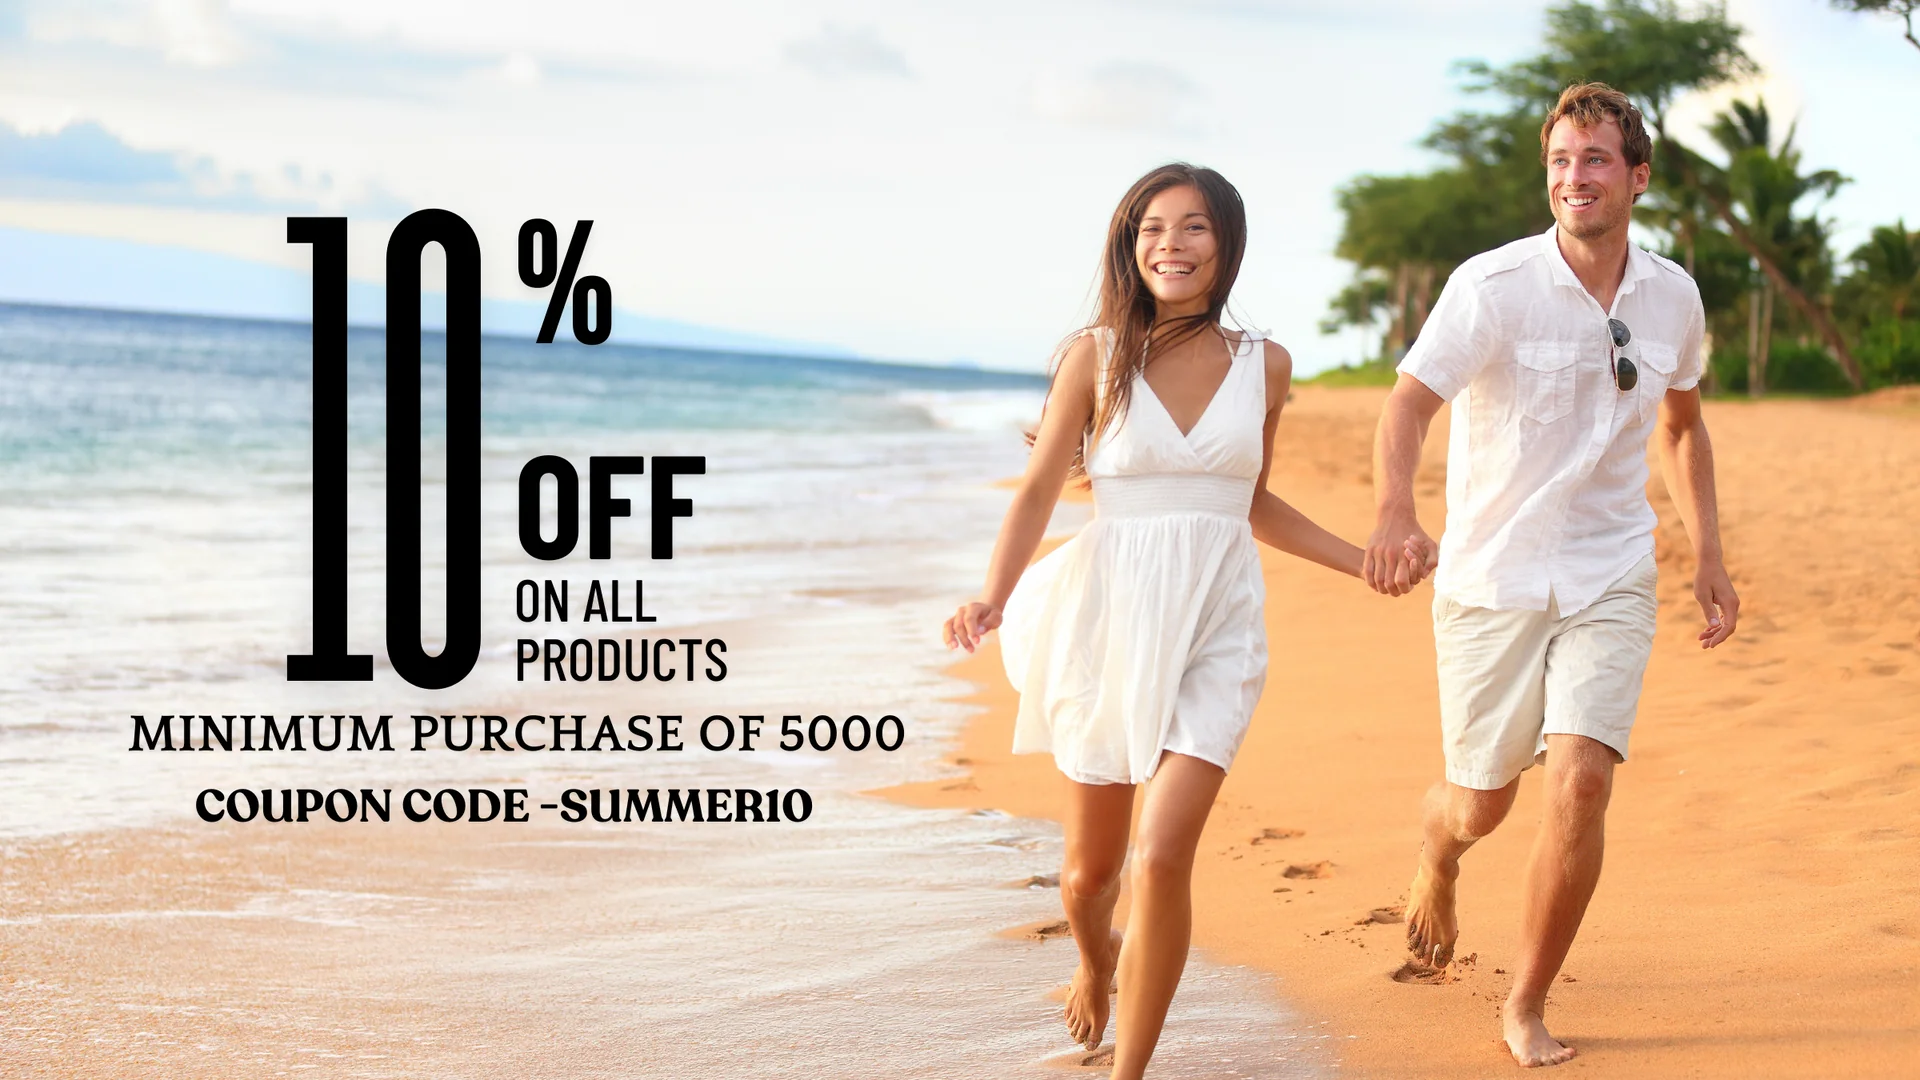 10%
OFF
ON ALL
PRODUCTS
MINIMUM PURCHASE OF 5000
COUPON CODE -SUMMER10